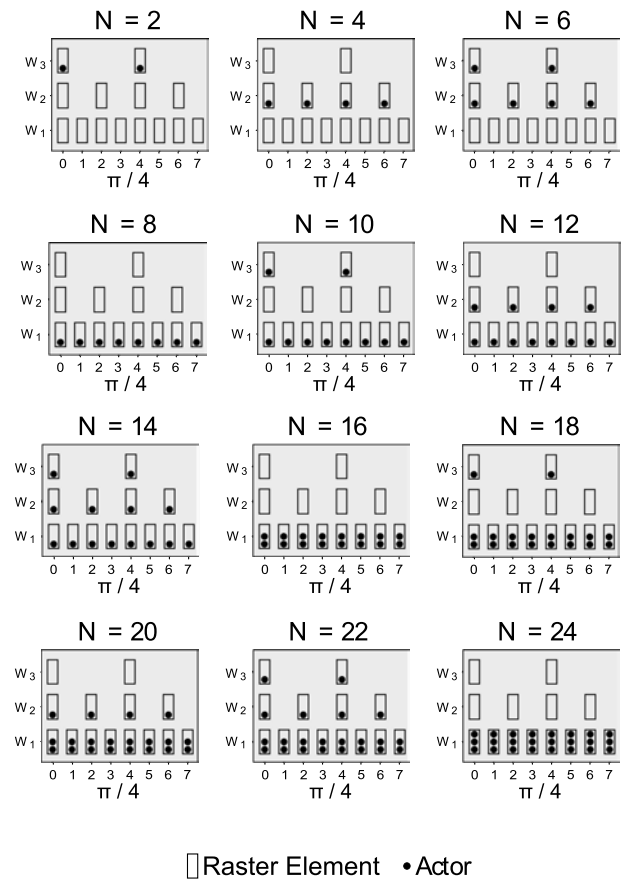 N = 2
N = 4
N = 6
W3
W2
W1
0 1 2 3 4 5 6 7
π / 4
W3
W2
W1
0 1 2 3 4 5 6 7
π / 4
W3
W2
W1
0 1 2 3 4 5 6 7
π / 4
N = 8
N = 10
N = 12
W3
W2
W1
0 1 2 3 4 5 6 7
π / 4
W3
W2
W1
0 1 2 3 4 5 6 7
π / 4
W3
W2
W1
0 1 2 3 4 5 6 7
π / 4
N = 14
N = 16
N = 18
W3
W2
W1
0 1 2 3 4 5 6 7
π / 4
W3
W2
W1
0 1 2 3 4 5 6 7
π / 4
W3
W2
W1
0 1 2 3 4 5 6 7
π / 4
N = 20
N = 22
N = 24
W3
W2
W1
0 1 2 3 4 5 6 7
π / 4
W3
W2
W1
0 1 2 3 4 5 6 7
π / 4
W3
W2
W1
0 1 2 3 4 5 6 7
π / 4
Raster Element
Actor